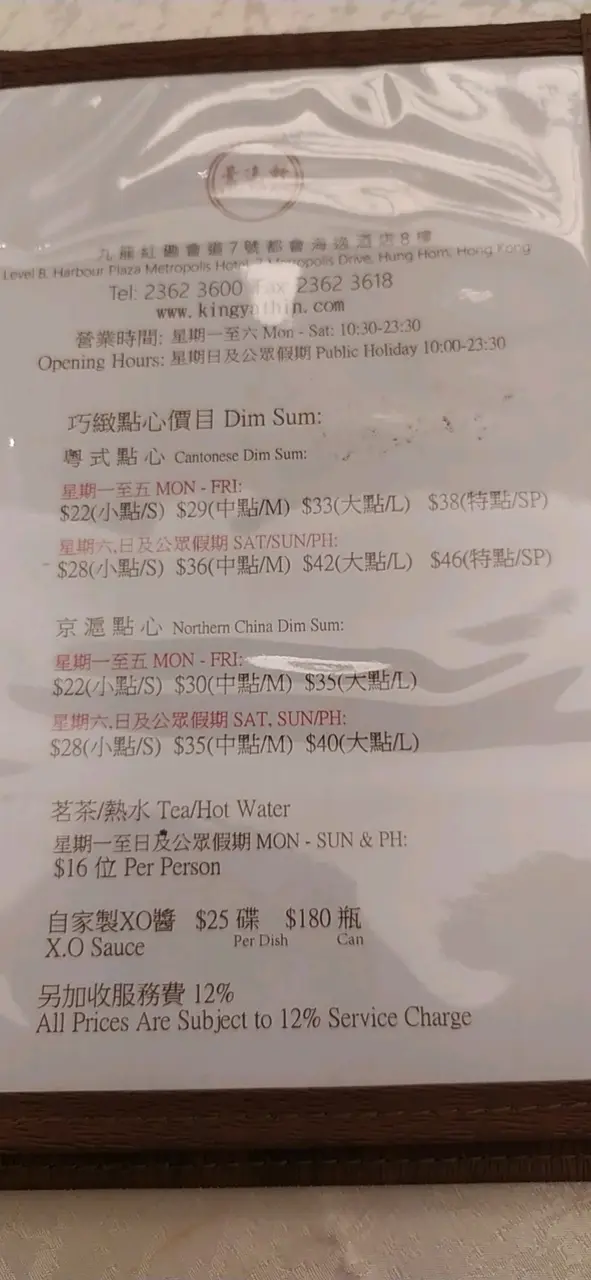 九龍紅磡會道7號都會海逸酒店8樓
Level 8, Harbour Plaza Metropolis Hotel, 7 Metropolis Drive, Hung Hom, Hong Kong
Tel: 2362 3600 Fax 2362 3618
www.kingyathin.com
營業時間: 星期一至六 Mon - Sat: 10:30-23:30
Opening Hours: 星期日及公眾假期 Public Holiday 10:00-23:30
巧緻點心價目 Dim Sum:
粵式點心 Cantonese Dim Sum:
星期一至五 MON - FRI:
$22(小點/S) $29(中點/M) $33(大點/L) $38(特點/SP)
星期六,日及公眾假期 SAT/SUN/PH:
$28(小點/S) $36(中點/M) $42(大點/L) $46(特點/SP)
京滬點心 Northern China Dim Sum:
星期一至五 MON - FRI:
$22(小點/S) $30(中點/M) $35(大點/L)
星期六,日及公眾假期 SAT, SUN/PH:
$28(小點/S) $35(中點/M) $40(大點/L)
茗茶/熱水 Tea/Hot Water
星期一至日及公眾假期 MON - SUN & PH:
$16 位 Per Person
自家製XO醬 $25 碟 $180 瓶
X.O Sauce Per Dish Can
另加收服務費 12%
All Prices Are Subject to 12% Service Charge